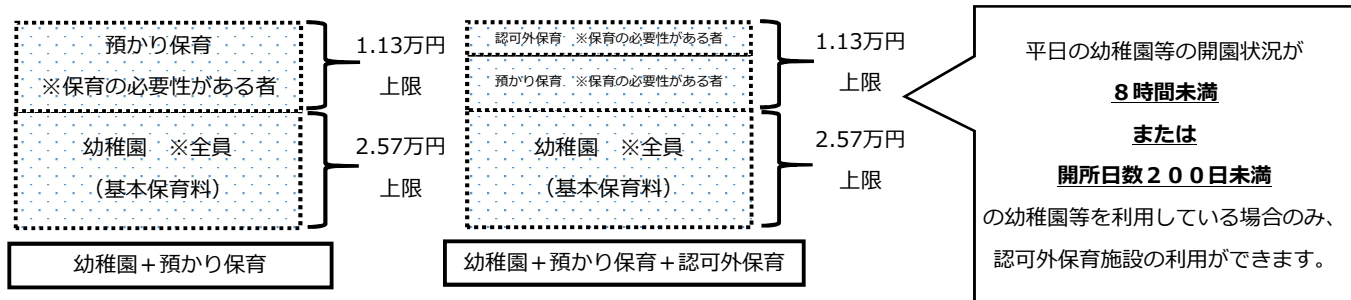 預かり保育
※保育の必要性がある者
1.13万円
上限
幼稚園　※全員
（基本保育料）
2.57万円
上限
幼稚園＋預かり保育
認可外保育　※保育の必要性がある者
預かり保育　※保育の必要性がある者
1.13万円
上限
幼稚園　※全員
（基本保育料）
2.57万円
上限
幼稚園＋預かり保育＋認可外保育
平日の幼稚園等の開園状況が
８時間未満
または
開所日数２００日未満
の幼稚園等を利用している場合のみ、
認可外保育施設の利用ができます。